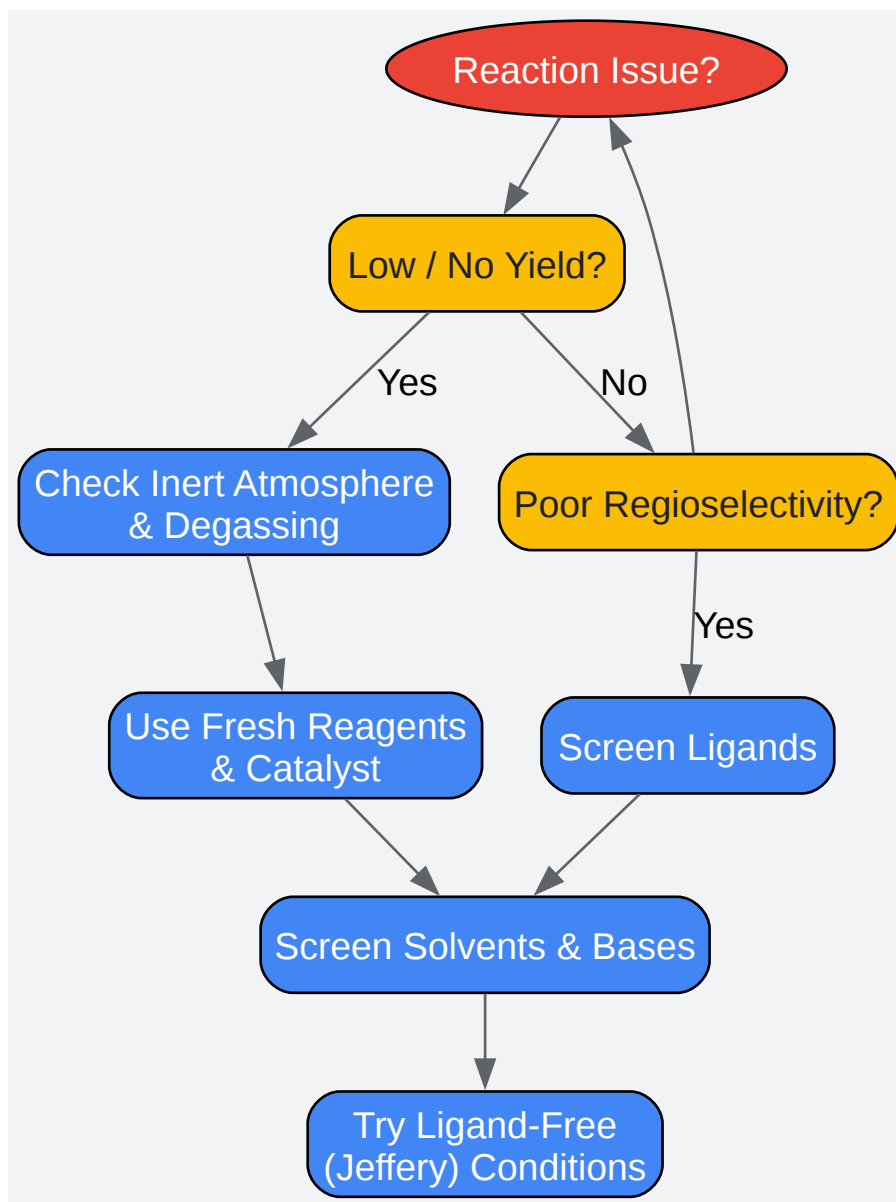 Reaction Issue?
Low / No Yield?
Yes
No
Check Inert Atmosphere
& Degassing
Poor Regioselectivity?
Yes
Use Fresh Reagents
& Catalyst
Screen Ligands
Screen Solvents & Bases
Try Ligand-Free
(Jeffery) Conditions